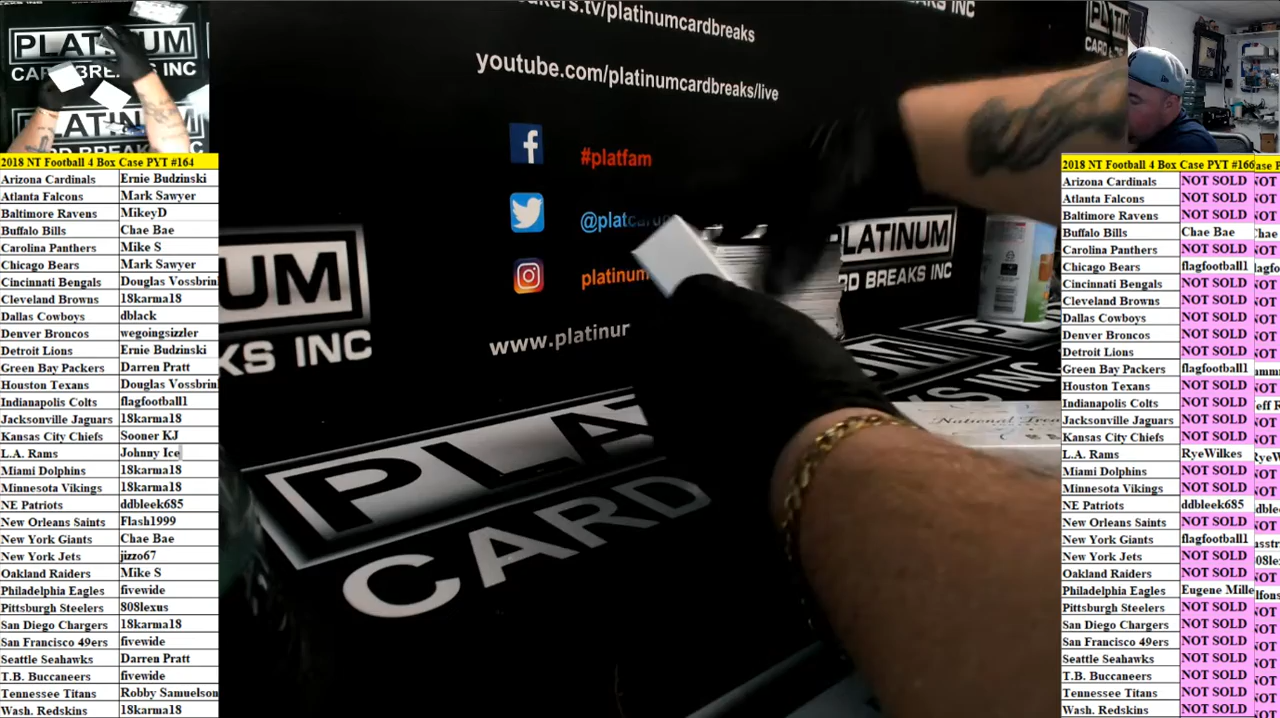 PLATINUM
CARD BREAKS INC
PLATINUM
CARD BREAKS INC
2018 NT Football 4 Box Case PYT #164
Arizona Cardinals Ernie Budzinski
Atlanta Falcons Mark Sawyer
Baltimore Ravens MikeyD
Buffalo Bills Chae Bae
Carolina Panthers Mike S
Chicago Bears Mark Sawyer
Cincinnati Bengals Douglas Vossbrin
Cleveland Browns 18karma18
Dallas Cowboys dblack
Denver Broncos wegoingsizzler
Detroit Lions Ernie Budzinski
Green Bay Packers Darren Pratt
Houston Texans Douglas Vossbrin
Indianapolis Colts flagfootball1
Jacksonville Jaguars 18karma18
Kansas City Chiefs Sooner KJ
L.A. Rams Johnny Ice
Miami Dolphins 18karma18
Minnesota Vikings 18karma18
NE Patriots ddbleek685
New Orleans Saints Flash1999
New York Giants Chae Bae
New York Jets jizzo67
Oakland Raiders Mike S
Philadelphia Eagles fivewide
Pittsburgh Steelers 808lexus
San Diego Chargers 18karma18
San Francisco 49ers fivewide
Seattle Seahawks Darren Pratt
T.B. Buccaneers fivewide
Tennessee Titans Robby Samuelson
Wash. Redskins 18karma18
akers.tv/platinumcardbreaks
youtube.com/platinumcardbreaks/live
#platfam
@platcard
platinum
www.platinur
UM
KS INC
PLATINUM
CARD BREAKS INC
PLA
CARD
National Trea
2018 NT Football 4 Box Case PYT #166
Arizona Cardinals NOT SOLD
Atlanta Falcons NOT SOLD
Baltimore Ravens NOT SOLD
Buffalo Bills Chae Bae
Carolina Panthers NOT SOLD
Chicago Bears flagfootball1
Cincinnati Bengals NOT SOLD
Cleveland Browns NOT SOLD
Dallas Cowboys NOT SOLD
Denver Broncos NOT SOLD
Detroit Lions NOT SOLD
Green Bay Packers flagfootball1
Houston Texans NOT SOLD
Indianapolis Colts NOT SOLD
Jacksonville Jaguars NOT SOLD
Kansas City Chiefs NOT SOLD
L.A. Rams RyeWilkes
Miami Dolphins NOT SOLD
Minnesota Vikings NOT SOLD
NE Patriots ddbleek685
New Orleans Saints NOT SOLD
New York Giants flagfootball1
New York Jets NOT SOLD
Oakland Raiders NOT SOLD
Philadelphia Eagles Eugene Mille
Pittsburgh Steelers NOT SOLD
San Diego Chargers NOT SOLD
San Francisco 49ers NOT SOLD
Seattle Seahawks NOT SOLD
T.B. Buccaneers NOT SOLD
Tennessee Titans NOT SOLD
Wash. Redskins NOT SOLD